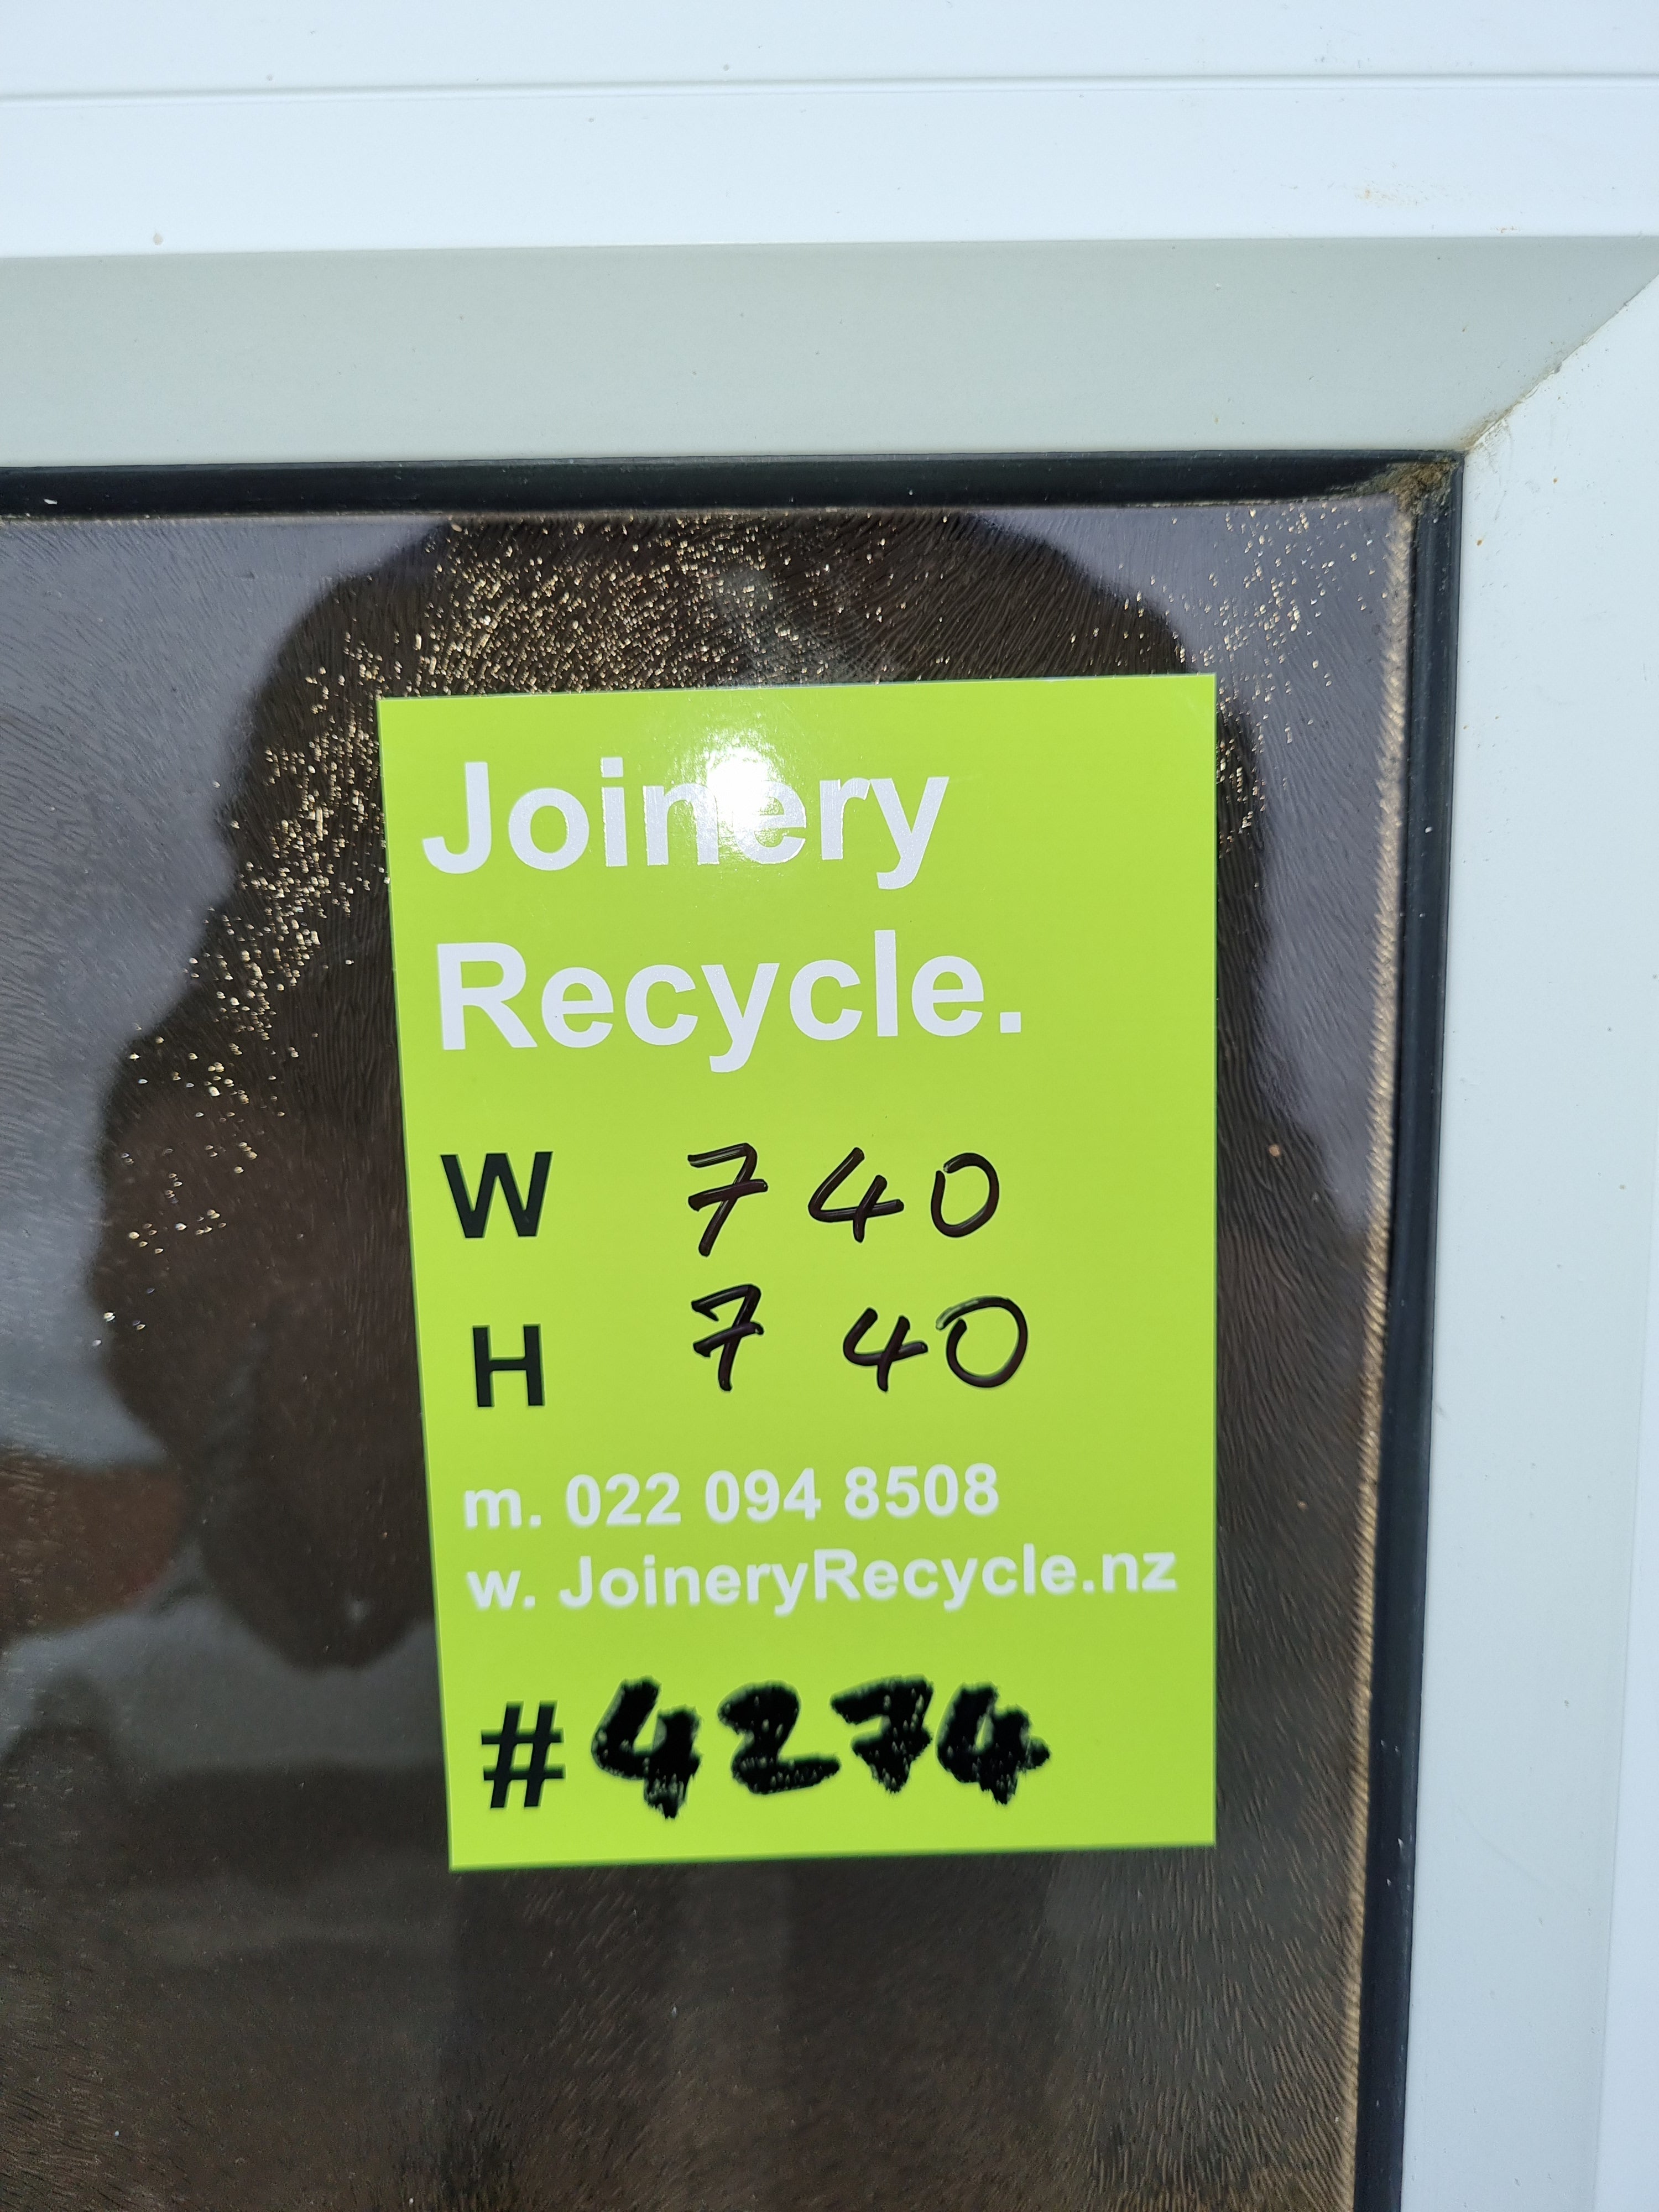 Joinery
Recycle.
W 740
H 740
m. 022 094 8508
w. JoineryRecycle.nz
#4274